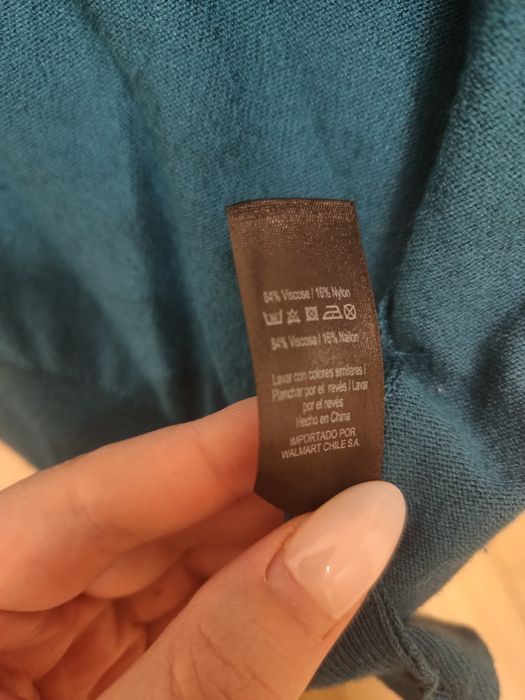 84% Viscose / 16% Nylon
84% Viscosa / 16% Nailon
Lavar con colores similares /
Planchar por el revés / Lavar
por el revés
Hecho en China
IMPORTADO POR
WALMART CHILE S.A.